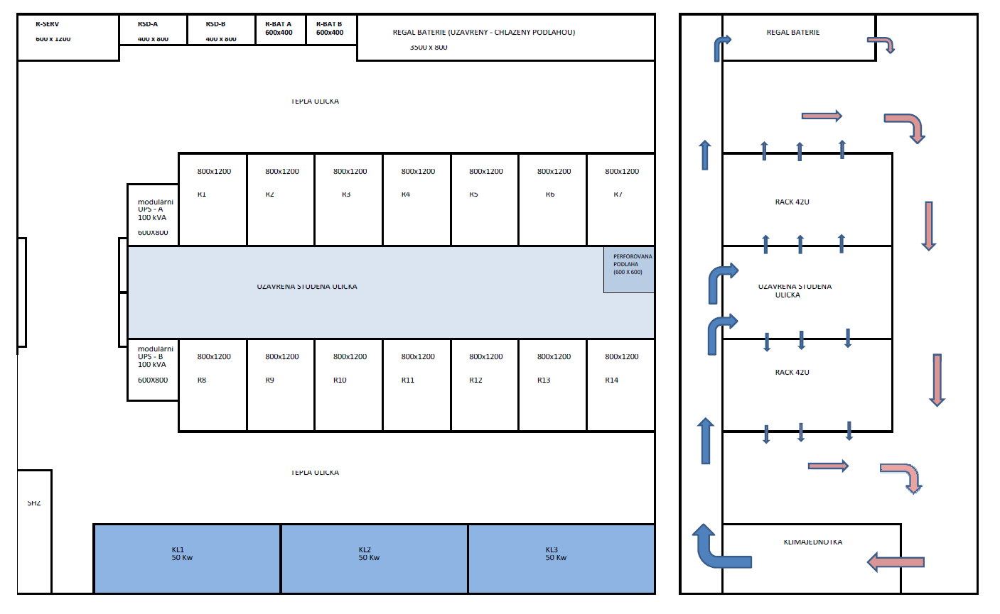 R-SERV
600 x 1200
RSD-A
400 x 800
RSD-B
400 x 800
R-BAT A
600x400
R-BAT B
600x400
REGAL BATERIE (UZAVRENY - CHLAZENY PODLAHOU)
3500 x 800
TEPLA ULICKA
800x1200
R1
800x1200
R2
800x1200
R3
800x1200
R4
800x1200
R5
800x1200
R6
800x1200
R7
modulární
UPS - A
100 kVA
600X800
PERFOROVANA
PODLAHA
(600 X 600)
UZAVRENA STUDENA ULICKA
modulární
UPS - B
100 kVA
600X800
800x1200
R8
800x1200
R9
800x1200
R10
800x1200
R11
800x1200
R12
800x1200
R13
800x1200
R14
TEPLA ULICKA
SHZ
KL1
50 Kw
KL2
50 Kw
KL3
50 Kw
REGAL BATERIE
RACK 42U
UZAVRENA STUDENA
ULICKA
RACK 42U
KLIMAJEDNOTKA